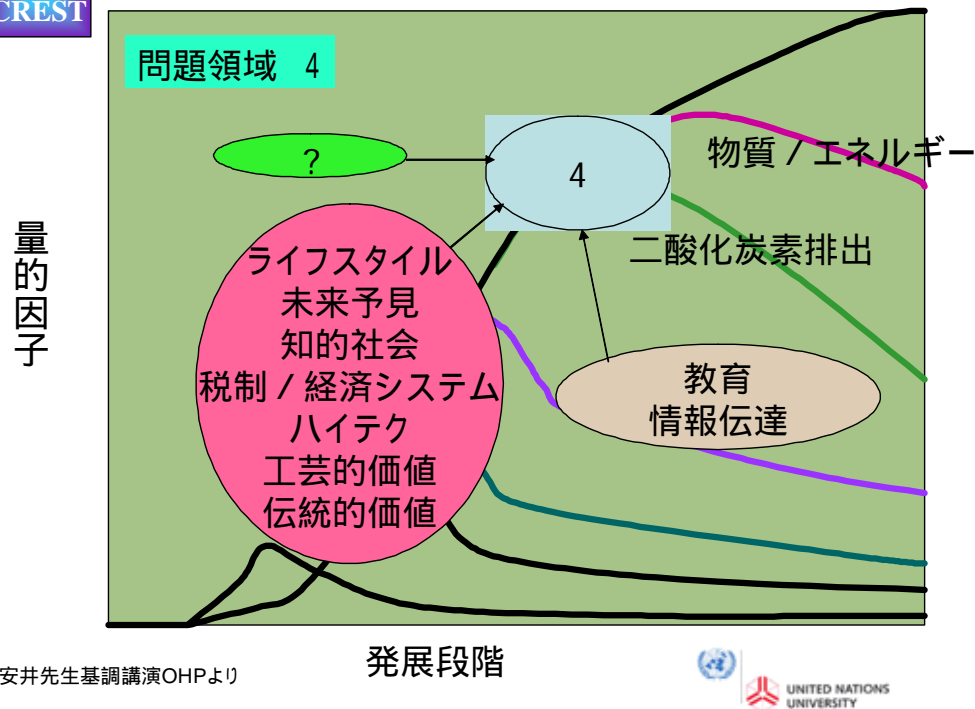 CREST
問題領域 4
?
4
物質/エネルギー
二酸化炭素排出
ライフスタイル
未来予見
知的社会
税制/経済システム
ハイテク
工芸的価値
伝統的価値
教育
情報伝達
量的因子
発展段階
安井先生基調講演OHPより
UNITED NATIONS
UNIVERSITY